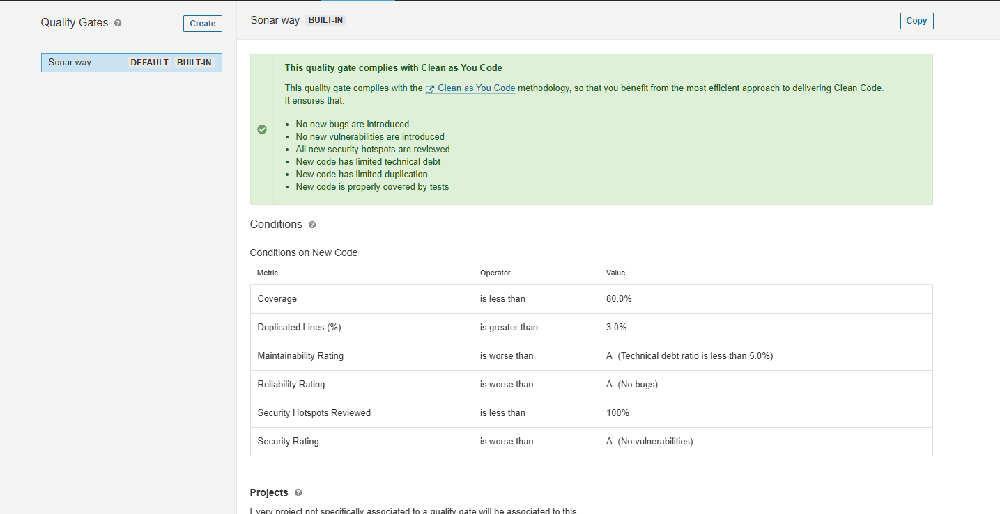 Quality Gates
Create
Sonar way DEFAULT BUILT-IN
Sonar way BUILT-IN
Copy
This quality gate complies with Clean as You Code
This quality gate complies with the Clean as You Code methodology, so that you benefit from the most efficient approach to delivering Clean Code.
It ensures that:
• No new bugs are introduced
• No new vulnerabilities are introduced
• All new security hotspots are reviewed
• New code has limited technical debt
• New code has limited duplication
• New code is properly covered by tests
Conditions
Conditions on New Code
Metric Operator Value
Coverage is less than 80.0%
Duplicated Lines (%) is greater than 3.0%
Maintainability Rating is worse than A (Technical debt ratio is less than 5.0%)
Reliability Rating is worse than A (No bugs)
Security Hotspots Reviewed is less than 100%
Security Rating is worse than A (No vulnerabilities)
Projects
Every project not specifically associated to a quality gate will be associated to this